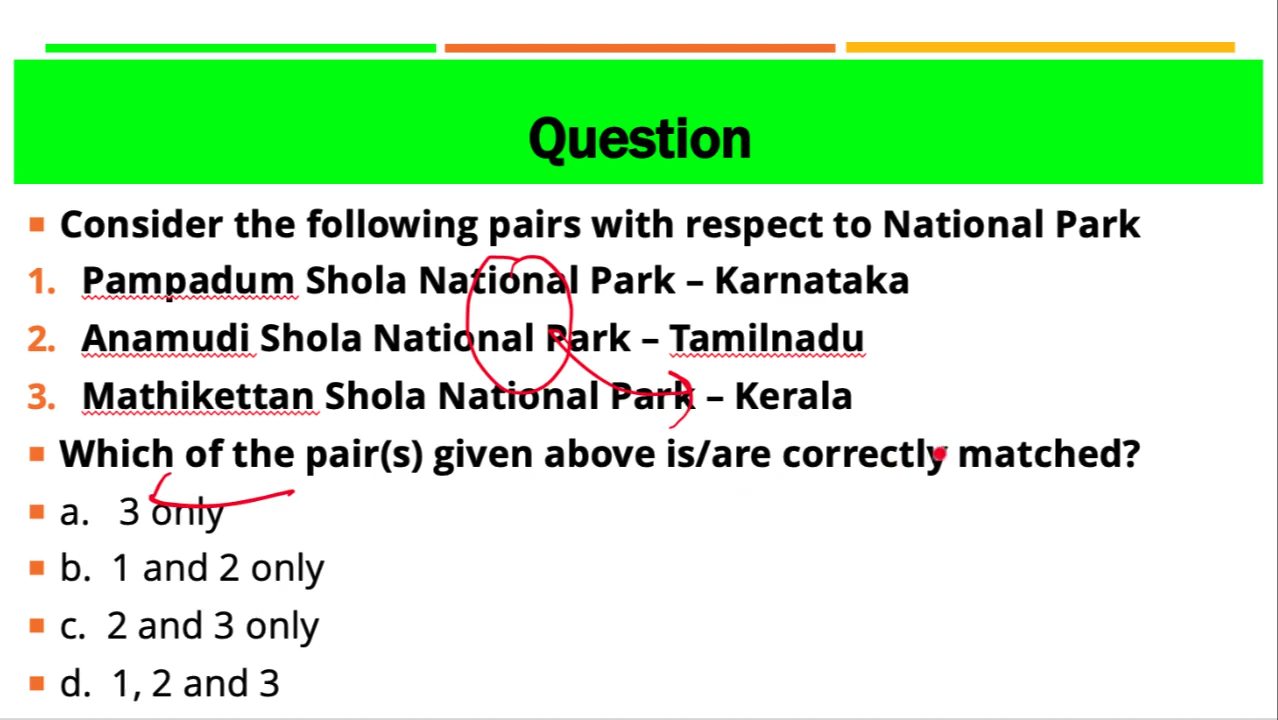 Question
Consider the following pairs with respect to National Park
1. Pampadum Shola National Park – Karnataka
2. Anamudi Shola National Park – Tamilnadu
3. Mathikettan Shola National Park – Kerala
Which of the pair(s) given above is/are correctly matched?
a. 3 only
b. 1 and 2 only
c. 2 and 3 only
d. 1, 2 and 3